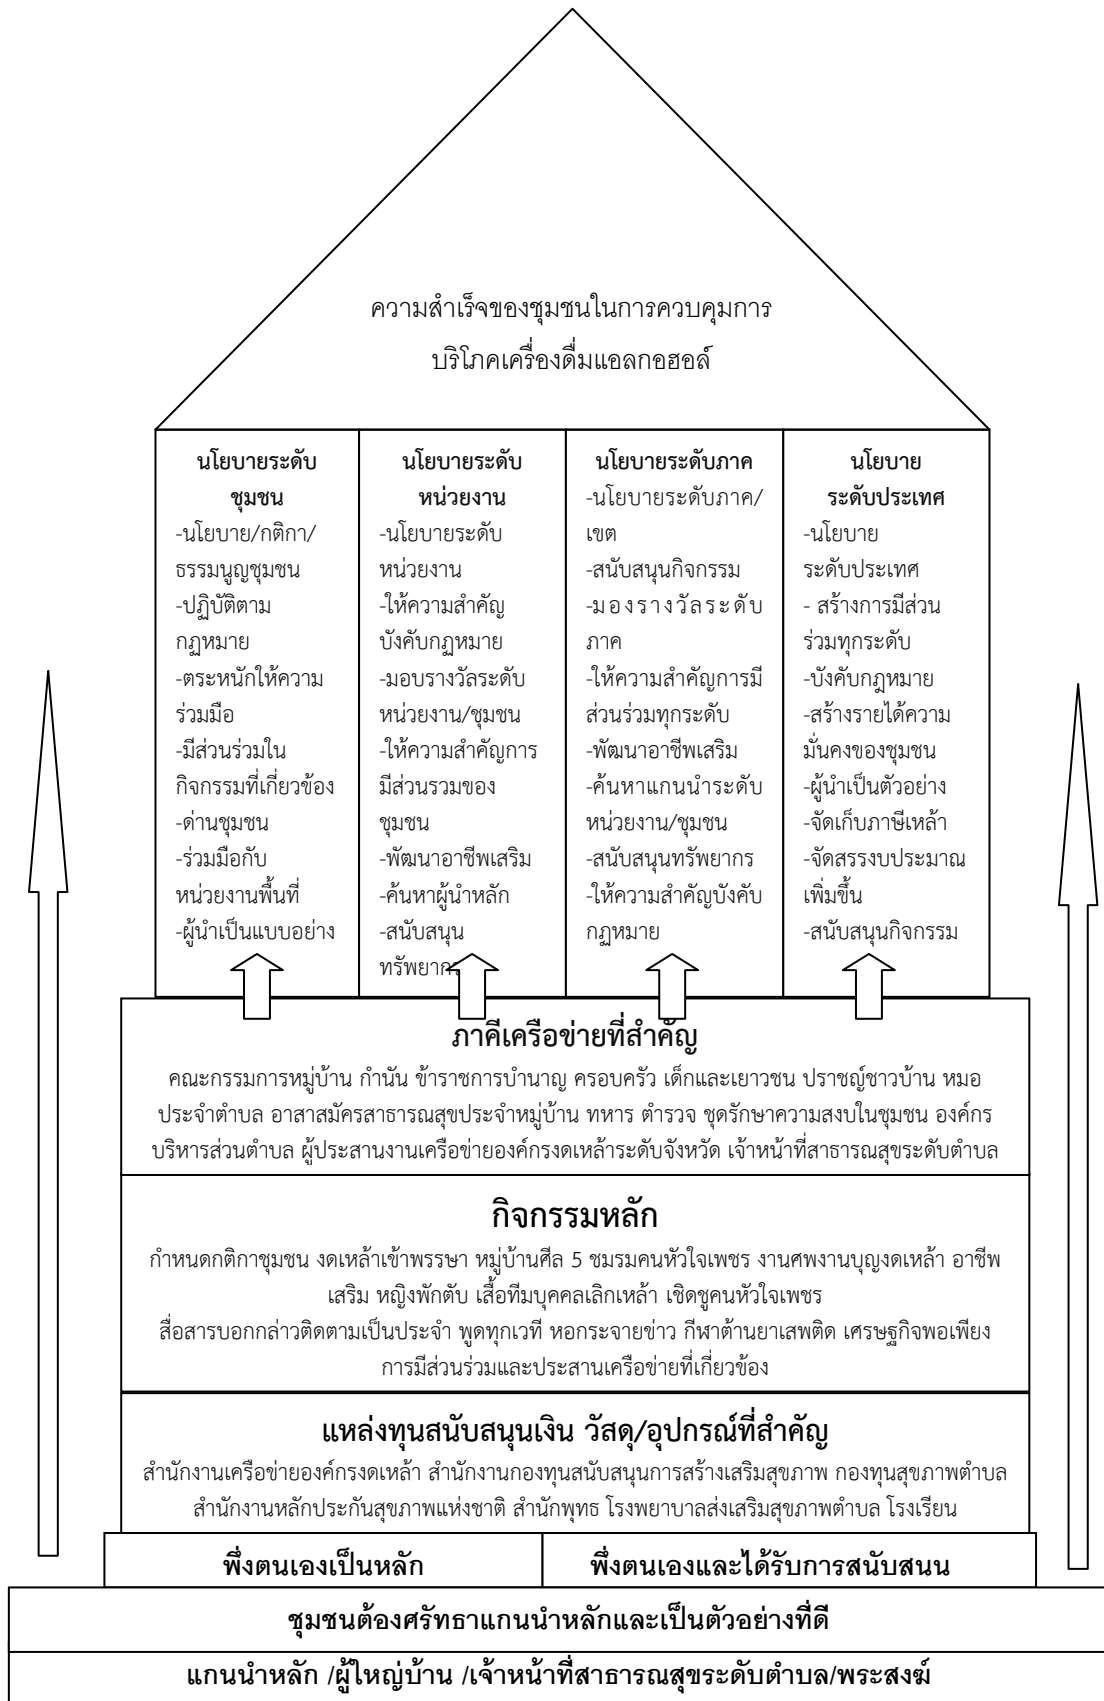 ความสำเร็จของชุมชนในการควบคุมการ
บริโภคเครื่องดื่มแอลกอฮอล์
นโยบายระดับ
ชุมชน
-นโยบาย/กติกา/
ธรรมนูญชุมชน
-ปฏิบัติตาม
กฎหมาย
-ตระหนักให้ความ
ร่วมมือ
-มีส่วนร่วมใน
กิจกรรมที่เกี่ยวข้อง
-ด่านชุมชน
-ร่วมมือกับ
หน่วยงานพื้นที่
-ผู้นำเป็นแบบอย่าง
นโยบายระดับ
หน่วยงาน
-นโยบายระดับ
หน่วยงาน
-ให้ความสำคัญ
บังคับกฎหมาย
-มอบรางวัลระดับ
หน่วยงาน/ชุมชน
-ให้ความสำคัญการ
มีส่วนรวมของ
ชุมชน
-พัฒนาอาชีพเสริม
-ค้นหาผู้นำหลัก
-สนับสนุน
ทรัพยากร
นโยบายระดับภาค
-นโยบายระดับภาค/
เขต
-สนับสนุนกิจกรรม
-มองรางวัลระดับ
ภาค
-ให้ความสำคัญการมี
ส่วนร่วมทุกระดับ
-พัฒนาอาชีพเสริม
-ค้นหาแกนนำระดับ
หน่วยงาน/ชุมชน
-สนับสนุนทรัพยากร
-ให้ความสำคัญบังคับ
กฎหมาย
นโยบาย
ระดับประเทศ
-นโยบาย
ระดับประเทศ
- สร้างการมีส่วน
ร่วมทุกระดับ
-บังคับกฎหมาย
-สร้างรายได้ความ
มั่นคงของชุมชน
-ผู้นำเป็นตัวอย่าง
-จัดเก็บภาษีเหล้า
-จัดสรรงบประมาณ
เพิ่มขึ้น
-สนับสนุนกิจกรรม
ภาคีเครือข่ายที่สำคัญ
คณะกรรมการหมู่บ้าน กำนัน ข้าราชการบำนาญ ครอบครัว เด็กและเยาวชน ปราชญ์ชาวบ้าน หมอ
ประจำตำบล อาสาสมัครสาธารณสุขประจำหมู่บ้าน ทหาร ตำรวจ ชุดรักษาความสงบในชุมชน องค์กร
บริหารส่วนตำบล ผู้ประสานงานเครือข่ายองค์กรงดเหล้าระดับจังหวัด เจ้าหน้าที่สาธารณสุขระดับตำบล
กิจกรรมหลัก
กำหนดกติกาชุมชน งดเหล้าเข้าพรรษา หมู่บ้านศีล 5 ชมรมคนหัวใจเพชร งานศพงานบุญงดเหล้า อาชีพ
เสริม หญิงพักตับ เสื้อทีมบุคคลเลิกเหล้า เชิดชูคนหัวใจเพชร
สื่อสารบอกกล่าวติดตามเป็นประจำ พูดทุกเวที หอกระจายข่าว กีฬาต้านยาเสพติด เศรษฐกิจพอเพียง
การมีส่วนร่วมและประสานเครือข่ายที่เกี่ยวข้อง
แหล่งทุนสนับสนุนเงิน วัสดุ/อุปกรณ์ที่สำคัญ
สำนักงานเครือข่ายองค์กรงดเหล้า สำนักงานกองทุนสนับสนุนการสร้างเสริมสุขภาพ กองทุนสุขภาพตำบล
สำนักงานหลักประกันสุขภาพแห่งชาติ สำนักพุทธ โรงพยาบาลส่งเสริมสุขภาพตำบล โรงเรียน
พึ่งตนเองเป็นหลัก
พึ่งตนเองและได้รับการสนับสนน
ชุมชนต้องศรัทธาแกนนำหลักและเป็นตัวอย่างที่ดี
แกนนำหลัก /ผู้ใหญ่บ้าน /เจ้าหน้าที่สาธารณสุขระดับตำบล/พระสงฆ์